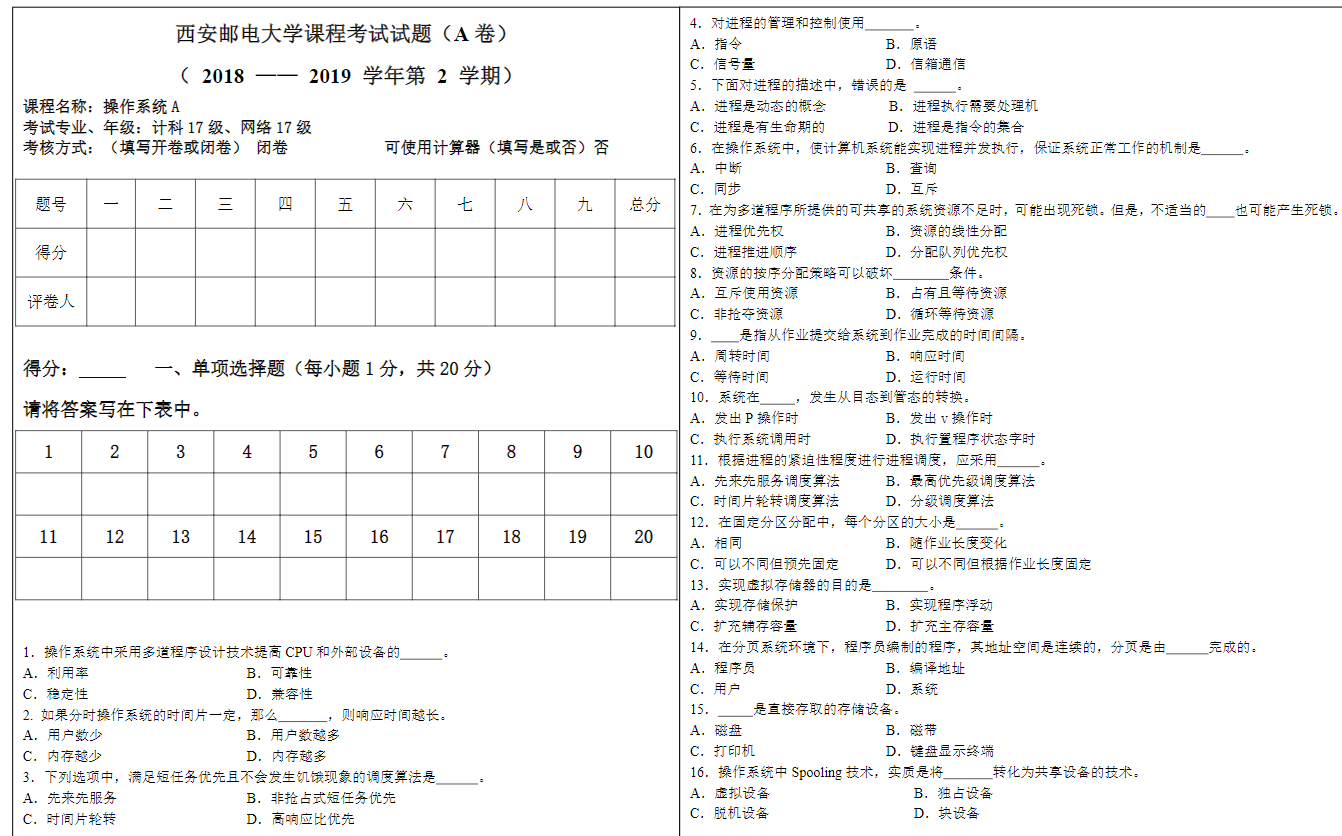 西安邮电大学课程考试试题（A 卷）
（ 2018 —— 2019 学年第 2 学期）
课程名称：操作系统 A
考试专业、年级：计科 17 级、网络 17 级
考核方式：（填写开卷或闭卷） 闭卷 可使用计算器（填写是或否）否
题号 一 二 三 四 五 六 七 八 九 总分
得分
评卷人
得分：_____ 一、单项选择题（每小题 1 分，共 20 分）
请将答案写在下表中。
1 2 3 4 5 6 7 8 9 10
11 12 13 14 15 16 17 18 19 20
1．操作系统中采用多道程序设计技术提高 CPU 和外部设备的______。
A．利用率 B．可靠性
C．稳定性 D．兼容性
2. 如果分时操作系统的时间片一定，那么_______，则响应时间越长。
A．用户数少 B．用户数越多
C．内存越少 D．内存越多
3．下列选项中，满足短任务优先且不会发生饥饿现象的调度算法是______。
A．先来先服务 B．非抢占式短任务优先
C．时间片轮转 D．高响应比优先
4．对进程的管理和控制使用_______。
A．指令 B．原语
C．信号量 D．信箱通信
5．下面对进程的描述中，错误的是 ______。
A．进程是动态的概念 B．进程执行需要处理机
C．进程是有生命期的 D．进程是指令的集合
6．在操作系统中，使计算机系统能实现进程并发执行，保证系统正常工作的机制是______。
A．中断 B．查询
C．同步 D．互斥
7．在为多道程序所提供的可共享的系统资源不足时，可能出现死锁。但是，不适当的____也可能产生死锁。
A．进程优先权 B．资源的线性分配
C．进程推进顺序 D．分配队列优先权
8．资源的按序分配策略可以破坏________条件。
A．互斥使用资源 B．占有且等待资源
C．非抢夺资源 D．循环等待资源
9．____是指从作业提交给系统到作业完成的时间间隔。
A．周转时间 B．响应时间
C．等待时间 D．运行时间
10．系统在_____，发生从目态到管态的转换。
A．发出 P 操作时 B．发出 v 操作时
C．执行系统调用时 D．执行置程序状态字时
11．根据进程的紧迫性程度进行进程调度，应采用______。
A．先来先服务调度算法 B．最高优先级调度算法
C．时间片轮转调度算法 D．分级调度算法
12．在固定分区分配中，每个分区的大小是______。
A．相同 B．随作业长度变化
C．可以不同但预先固定 D．可以不同但根据作业长度固定
13．实现虚拟存储器的目的是________。
A．实现存储保护 B．实现程序浮动
C．扩充辅存容量 D．扩充主存容量
14．在分页系统环境下，程序员编制的程序，其地址空间是连续的，分页是由______完成的。
A．程序员 B．编译地址
C．用户 D．系统
15．_____是直接存取的存储设备。
A．磁盘 B．磁带
C．打印机 D．键盘显示终端
16．操作系统中 Spooling 技术，实质是将_______转化为共享设备的技术。
A．虚拟设备 B．独占设备
C．脱机设备 D．块设备